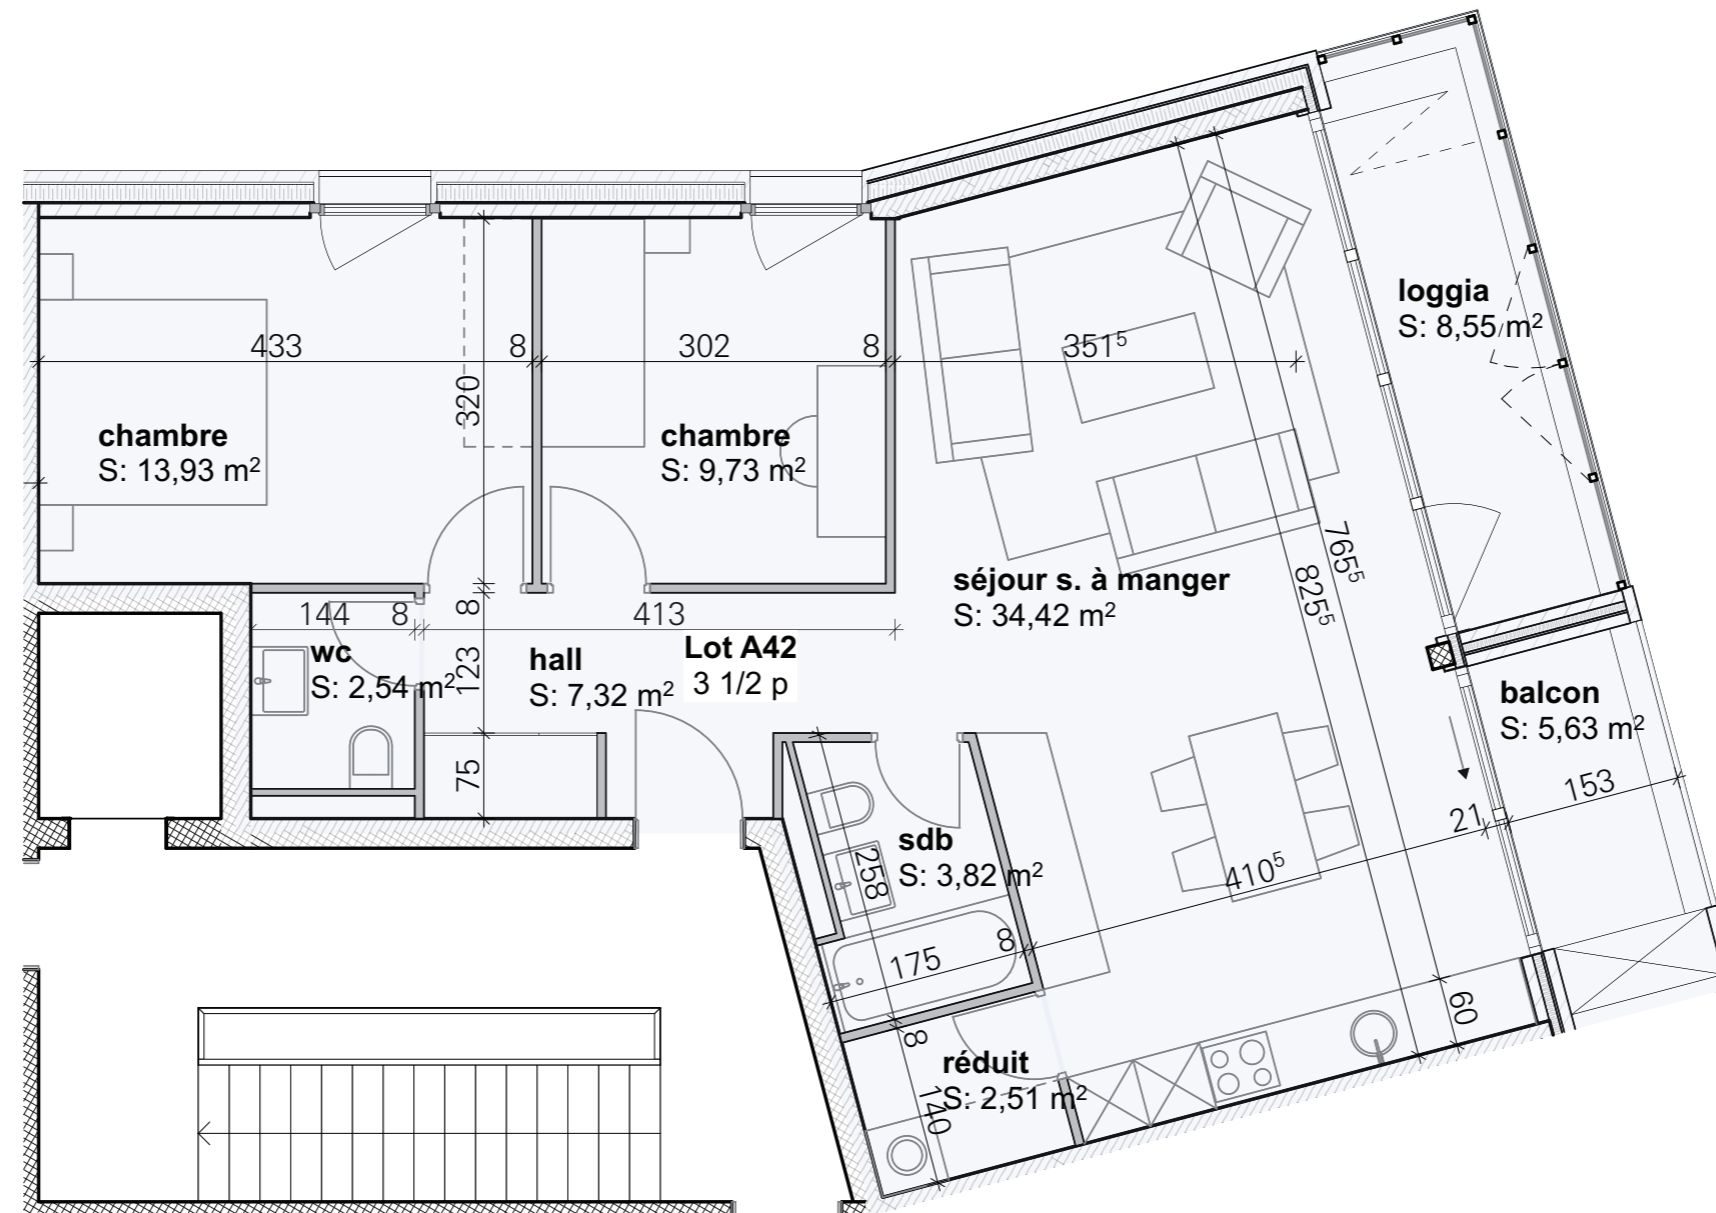 loggia
S: 8,55 m²
433
8
302
8
351⁵
320
chambre
S: 13,93 m²
chambre
S: 9,73 m²
765⁵
825⁵
séjour s. à manger
S: 34,42 m²
144
8
8
413
wc
S: 2,54 m²
123
hall
S: 7,32 m²
Lot A42
3 1/2 p
balcon
S: 5,63 m²
75
153
21
sdb
S: 3,82 m²
258
410⁵
175
8
60
8
réduit
S: 2,51 m²
140